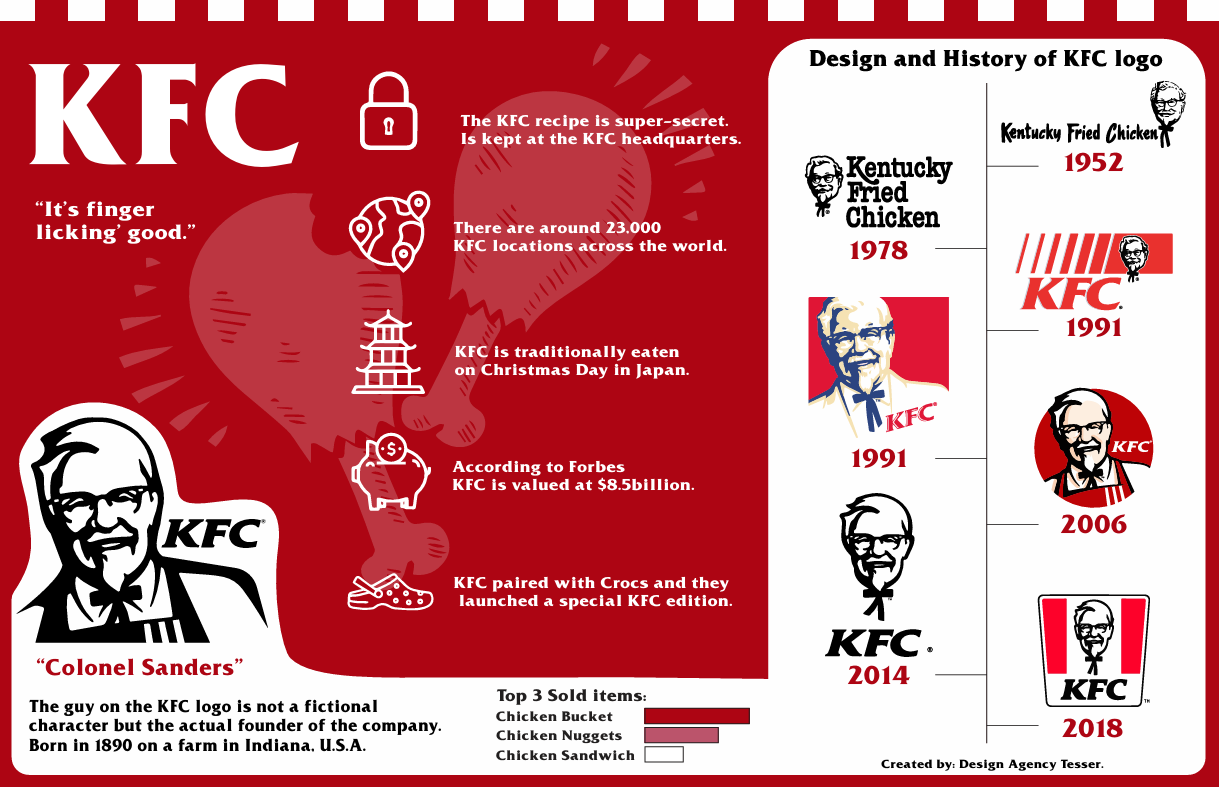 KFC
“It’s finger
licking’ good.”
The KFC recipe is super-secret.
Is kept at the KFC headquarters.
There are around 23,000
KFC locations across the world.
KFC is traditionally eaten
on Christmas Day in Japan.
$
According to Forbes
KFC is valued at $8.5billion.
KFC paired with Crocs and they
launched a special KFC edition.
KFC®
“Colonel Sanders”
The guy on the KFC logo is not a fictional
character but the actual founder of the company.
Born in 1890 on a farm in Indiana, U.S.A.
Top 3 Sold items:
Chicken Bucket
Chicken Nuggets
Chicken Sandwich
Design and History of KFC logo
Kentucky Fried Chicken
1952
Kentucky
Fried
Chicken
1978
KFC®
1991
KFC®
1991
KFC®
2006
KFC®
2014
KFC
TM
2018
Created by: Design Agency Tesser.